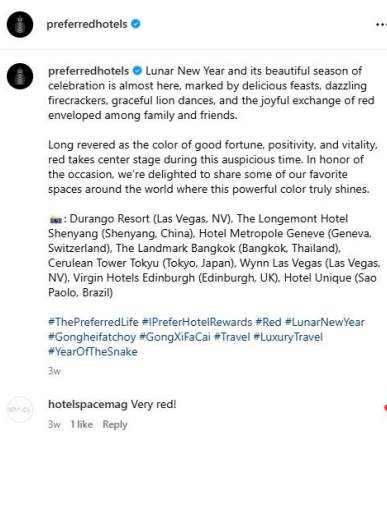 preferredhotels
preferredhotels Lunar New Year and its beautiful season of
celebration is almost here, marked by delicious feasts, dazzling
firecrackers, graceful lion dances, and the joyful exchange of red
enveloped among family and friends.
Long revered as the color of good fortune, positivity, and vitality,
red takes center stage during this auspicious time. In honor of
the occasion, we're delighted to share some of our favorite
spaces around the world where this powerful color truly shines.
📸: Durango Resort (Las Vegas, NV), The Longemont Hotel
Shenyang (Shenyang, China), Hotel Metropole Geneve (Geneva,
Switzerland), The Landmark Bangkok (Bangkok, Thailand),
Cerulean Tower Tokyu (Tokyo, Japan), Wynn Las Vegas (Las Vegas,
NV), Virgin Hotels Edinburgh (Edinburgh, UK), Hotel Unique (Sao
Paolo, Brazil)
#ThePreferredLife #IPreferHotelRewards #Red #LunarNewYear
#Gongheifatchoy #GongXiFaCai #Travel #LuxuryTravel
#YearOfTheSnake
3w
hotelspacemag Very red!
3w 1 like Reply